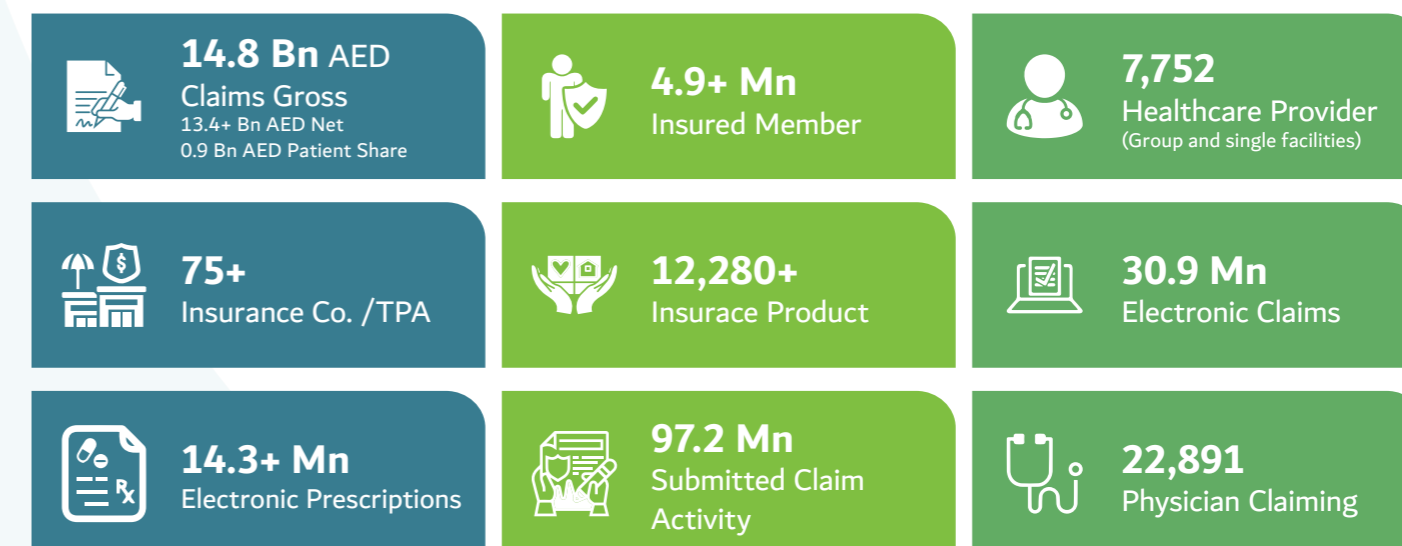 14.8 Bn AED
Claims Gross
13.4+ Bn AED Net
0.9 Bn AED Patient Share
4.9+ Mn
Insured Member
7,752
Healthcare Provider
(Group and single facilities)
$
75+
Insurance Co. /TPA
12,280+
Insurace Product
30.9 Mn
Electronic Claims
Rx
14.3+ Mn
Electronic Prescriptions
97.2 Mn
Submitted Claim
Activity
22,891
Physician Claiming